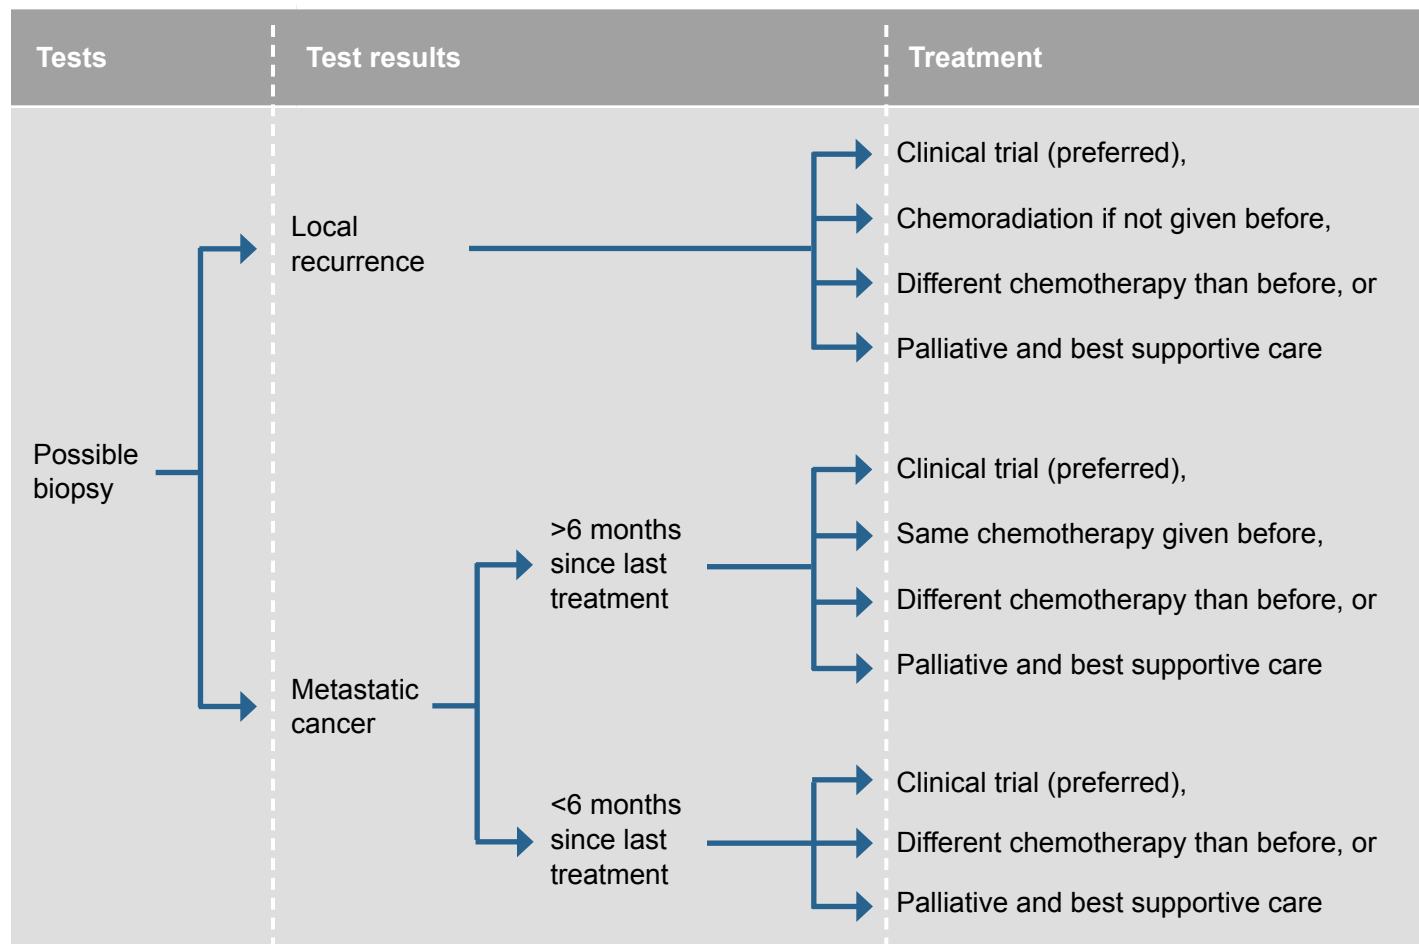 Tests
Test results
Treatment
Possible
biopsy
Local
recurrence
Clinical trial (preferred),
Chemoradiation if not given before,
Different chemotherapy than before, or
Palliative and best supportive care
Metastatic
cancer
>6 months
since last
treatment
Clinical trial (preferred),
Same chemotherapy given before,
Different chemotherapy than before, or
Palliative and best supportive care
<6 months
since last
treatment
Clinical trial (preferred),
Different chemotherapy than before, or
Palliative and best supportive care